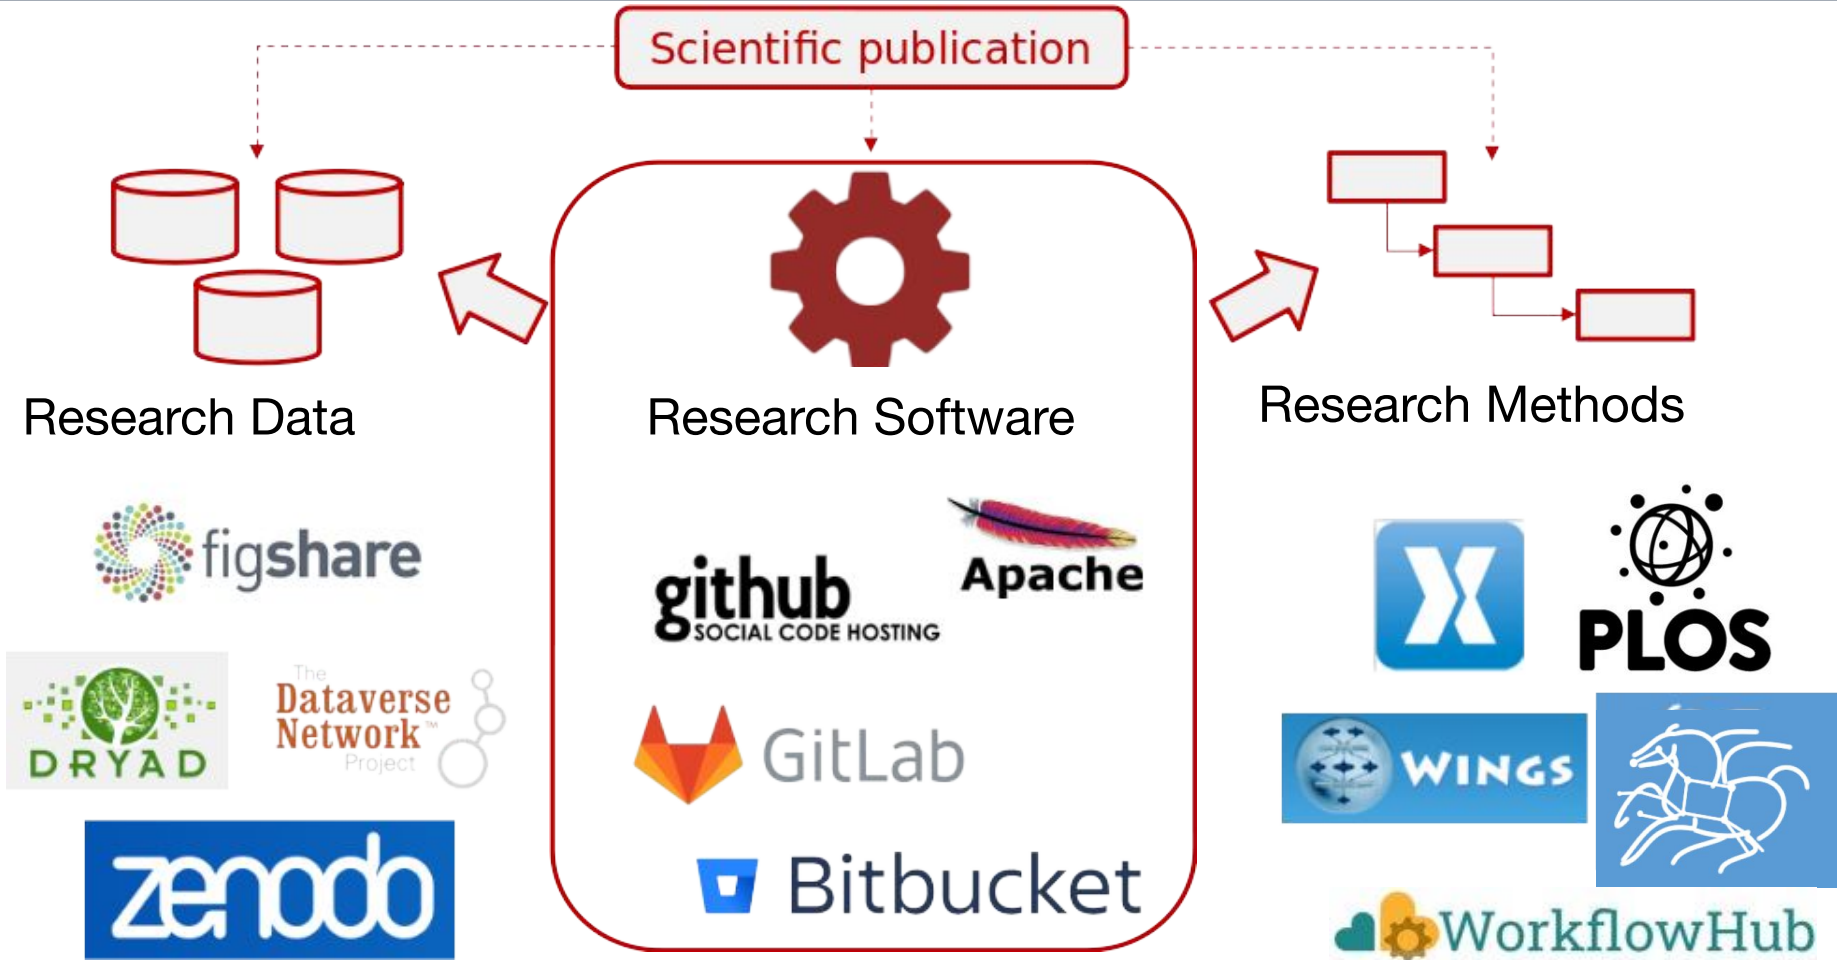 Scientific publication
Research Data
Research Software
Research Methods
figshare
DRYAD
The
Dataverse
Network™
Project
zenodo
Apache
github
SOCIAL CODE HOSTING
GitLab
Bitbucket
PLOS
WINGS
WorkflowHub